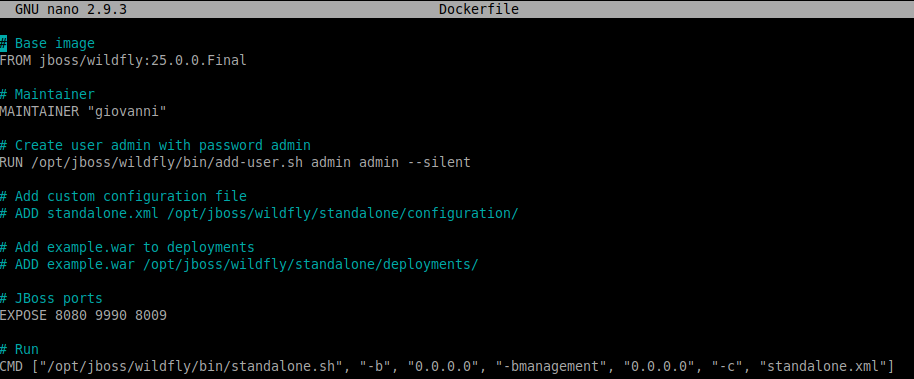 GNU nano 2.9.3 Dockerfile
# Base image
FROM jboss/wildfly:25.0.0.Final
# Maintainer
MAINTAINER "giovanni"
# Create user admin with password admin
RUN /opt/jboss/wildfly/bin/add-user.sh admin admin --silent
# Add custom configuration file
# ADD standalone.xml /opt/jboss/wildfly/standalone/configuration/
# Add example.war to deployments
# ADD example.war /opt/jboss/wildfly/standalone/deployments/
# JBoss ports
EXPOSE 8080 9990 8009
# Run
CMD ["/opt/jboss/wildfly/bin/standalone.sh", "-b", "0.0.0.0", "-bmanagement", "0.0.0.0", "-c", "standalone.xml"]